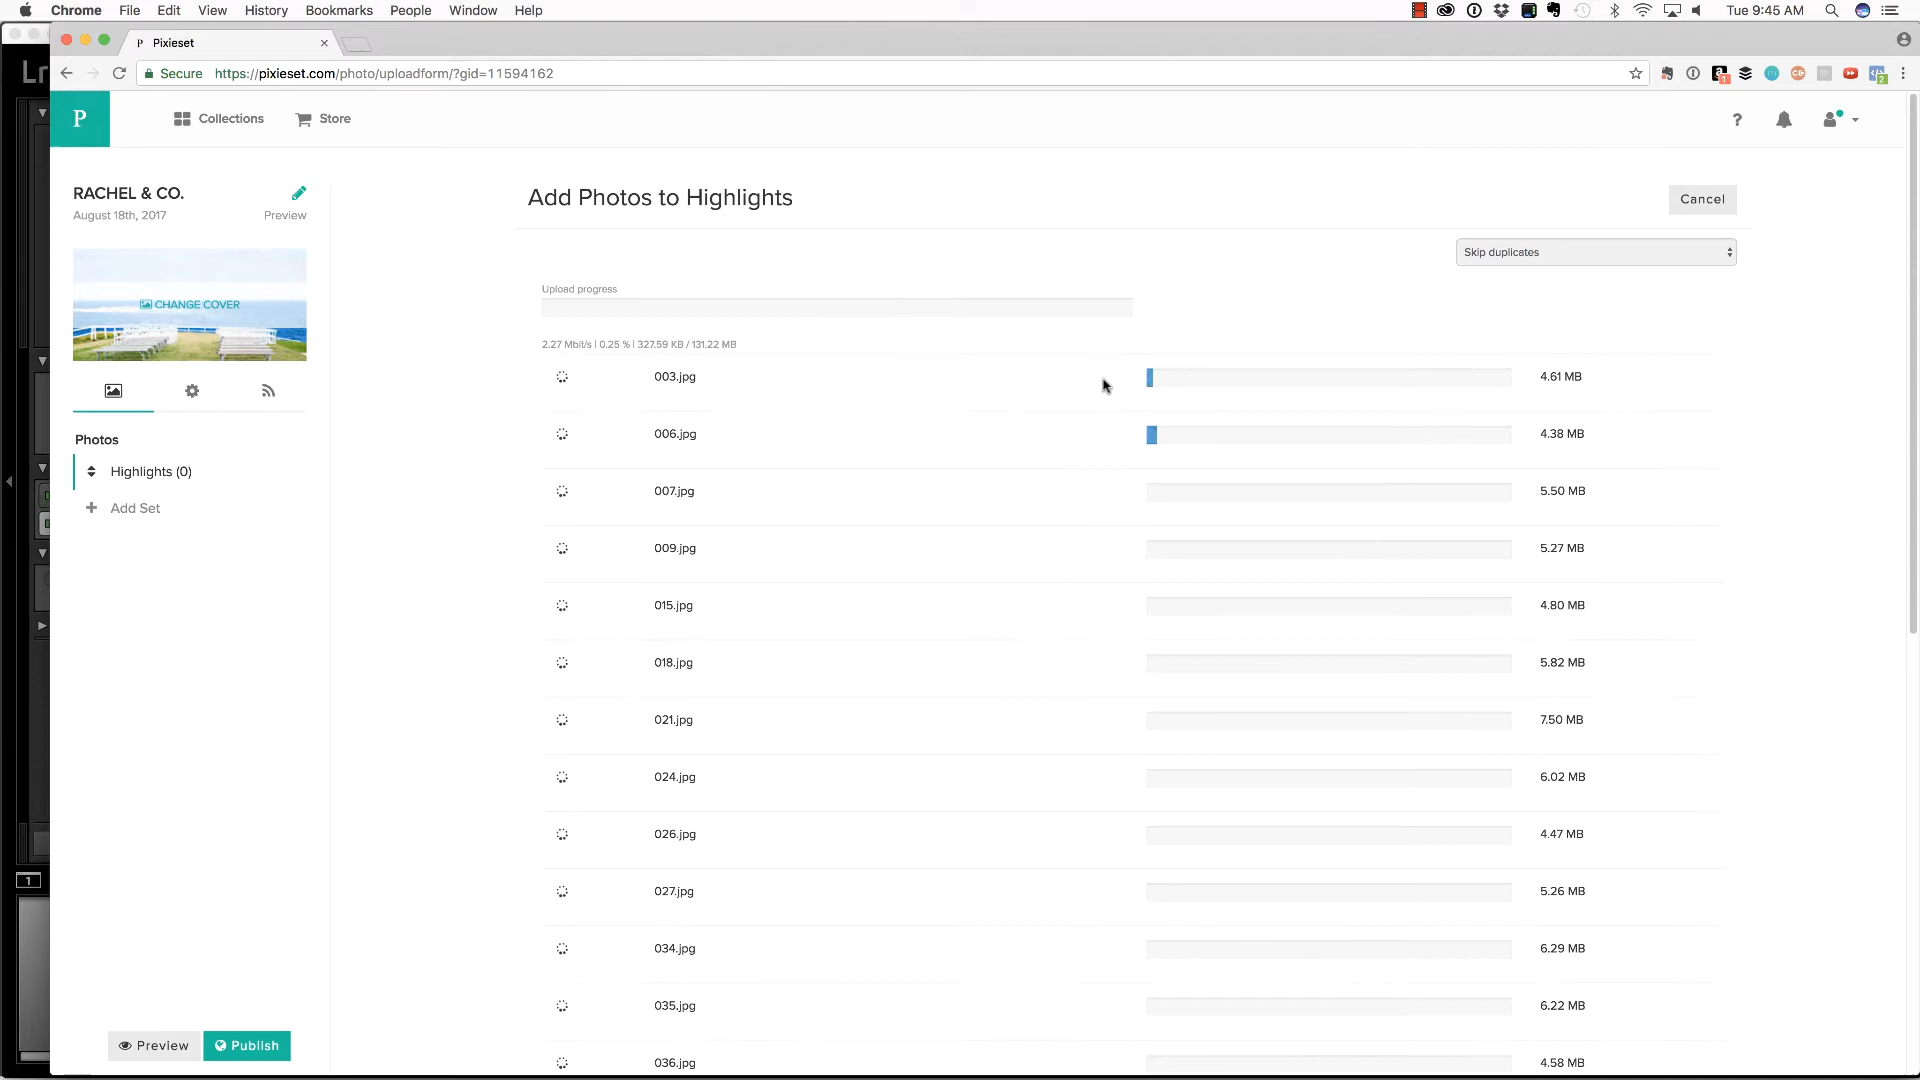 Chrome File Edit View History Bookmarks People Window Help Tue 9:45 AM
P Pixieset
Secure https://pixieset.com/photo/uploadform/?gid=11594162
Lr
P Collections Store ?
RACHEL & CO.
August 18th, 2017 Preview
CHANGE COVER
Photos
Highlights (0)
Add Set
Preview Publish
Add Photos to Highlights Cancel
Skip duplicates
Upload progress
2.27 Mbit/s | 0.25 % | 327.59 KB / 131.22 MB
003.jpg 4.61 MB
006.jpg 4.38 MB
007.jpg 5.50 MB
009.jpg 5.27 MB
015.jpg 4.80 MB
018.jpg 5.82 MB
021.jpg 7.50 MB
024.jpg 6.02 MB
026.jpg 4.47 MB
027.jpg 5.26 MB
034.jpg 6.29 MB
035.jpg 6.22 MB
036.jpg 4.58 MB
1